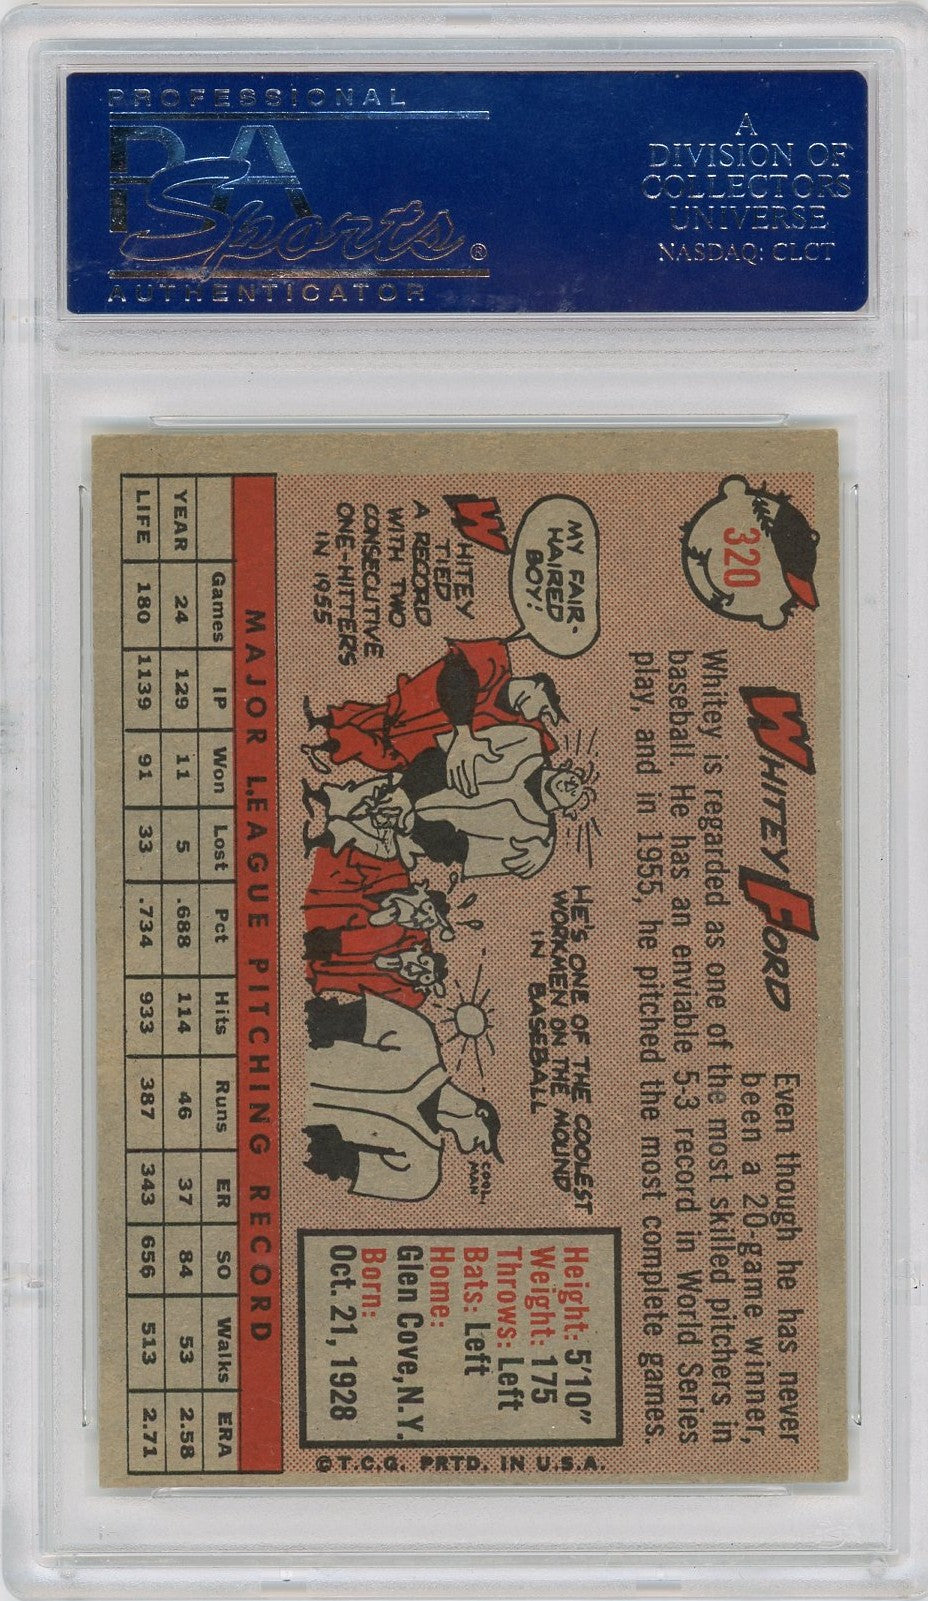 PROFESSIONAL
PSA
Sports®
AUTHENTICATOR
A
DIVISION OF
COLLECTORS
UNIVERSE
NASDAQ: CLCT
320
WHITEY FORD
Even though he has never
been a 20-game winner,
Whitey is regarded as one of the most skilled pitchers in
baseball. He has an enviable 5-3 record in World Series
play, and in 1955, he pitched the most complete games.
MY FAIR-
HAIRED
BOY!
WHITEY
TIED
A RECORD
WITH TWO
CONSECUTIVE
ONE-HITTERS
IN 1955
HE'S ONE OF THE COOLEST
WORKMEN ON THE MOUND
IN BASEBALL
COOL,
MAN
Height: 5'10"
Weight: 175
Throws: Left
Bats: Left
Home:
Glen Cove, N.Y.
Born:
Oct. 21, 1928
©T.C.G. PRTD. IN U.S.A.
MAJOR LEAGUE PITCHING RECORD
Games IP Won Lost Pct Hits Runs ER SO Walks ERA
YEAR 24 129 11 5 .688 114 46 37 84 53 2.58
LIFE 180 1139 91 33 .734 933 387 343 656 513 2.71